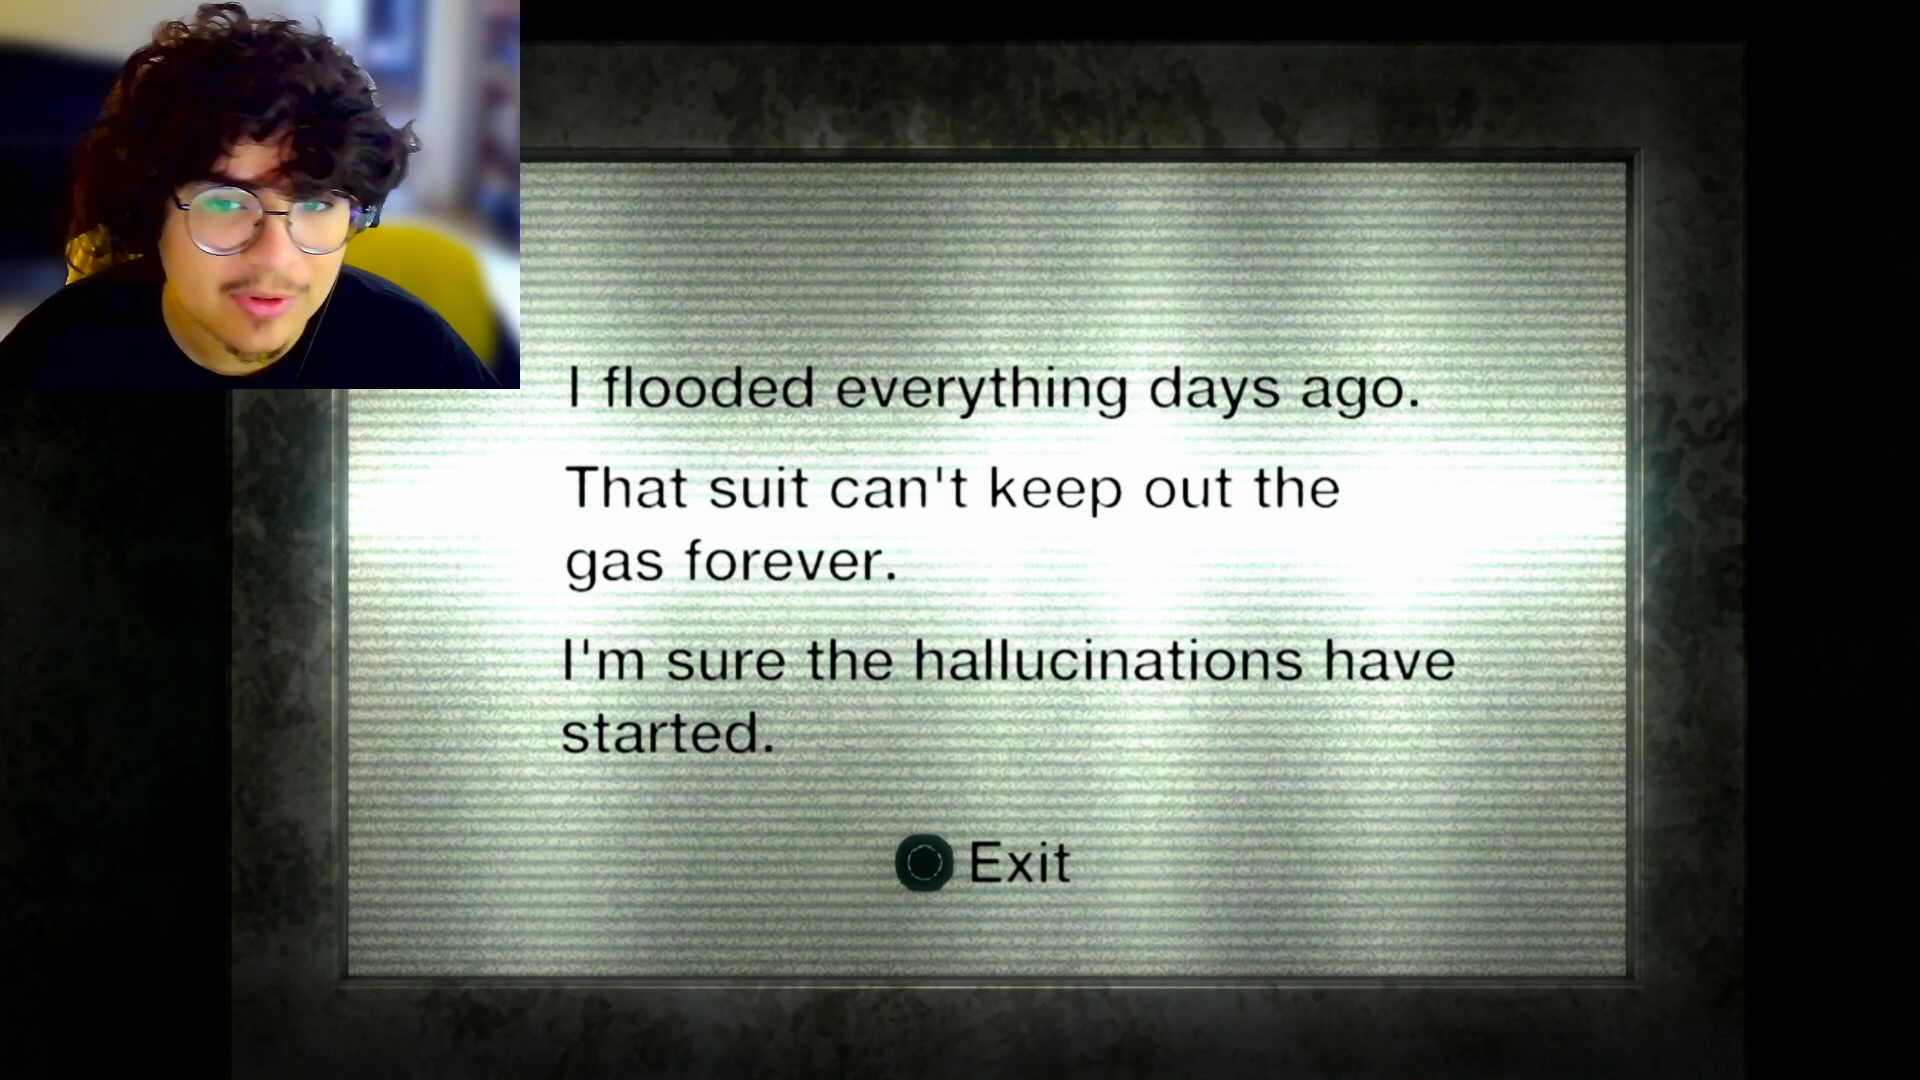 I flooded everything days ago.
That suit can't keep out the
gas forever.
I'm sure the hallucinations have
started.
Exit